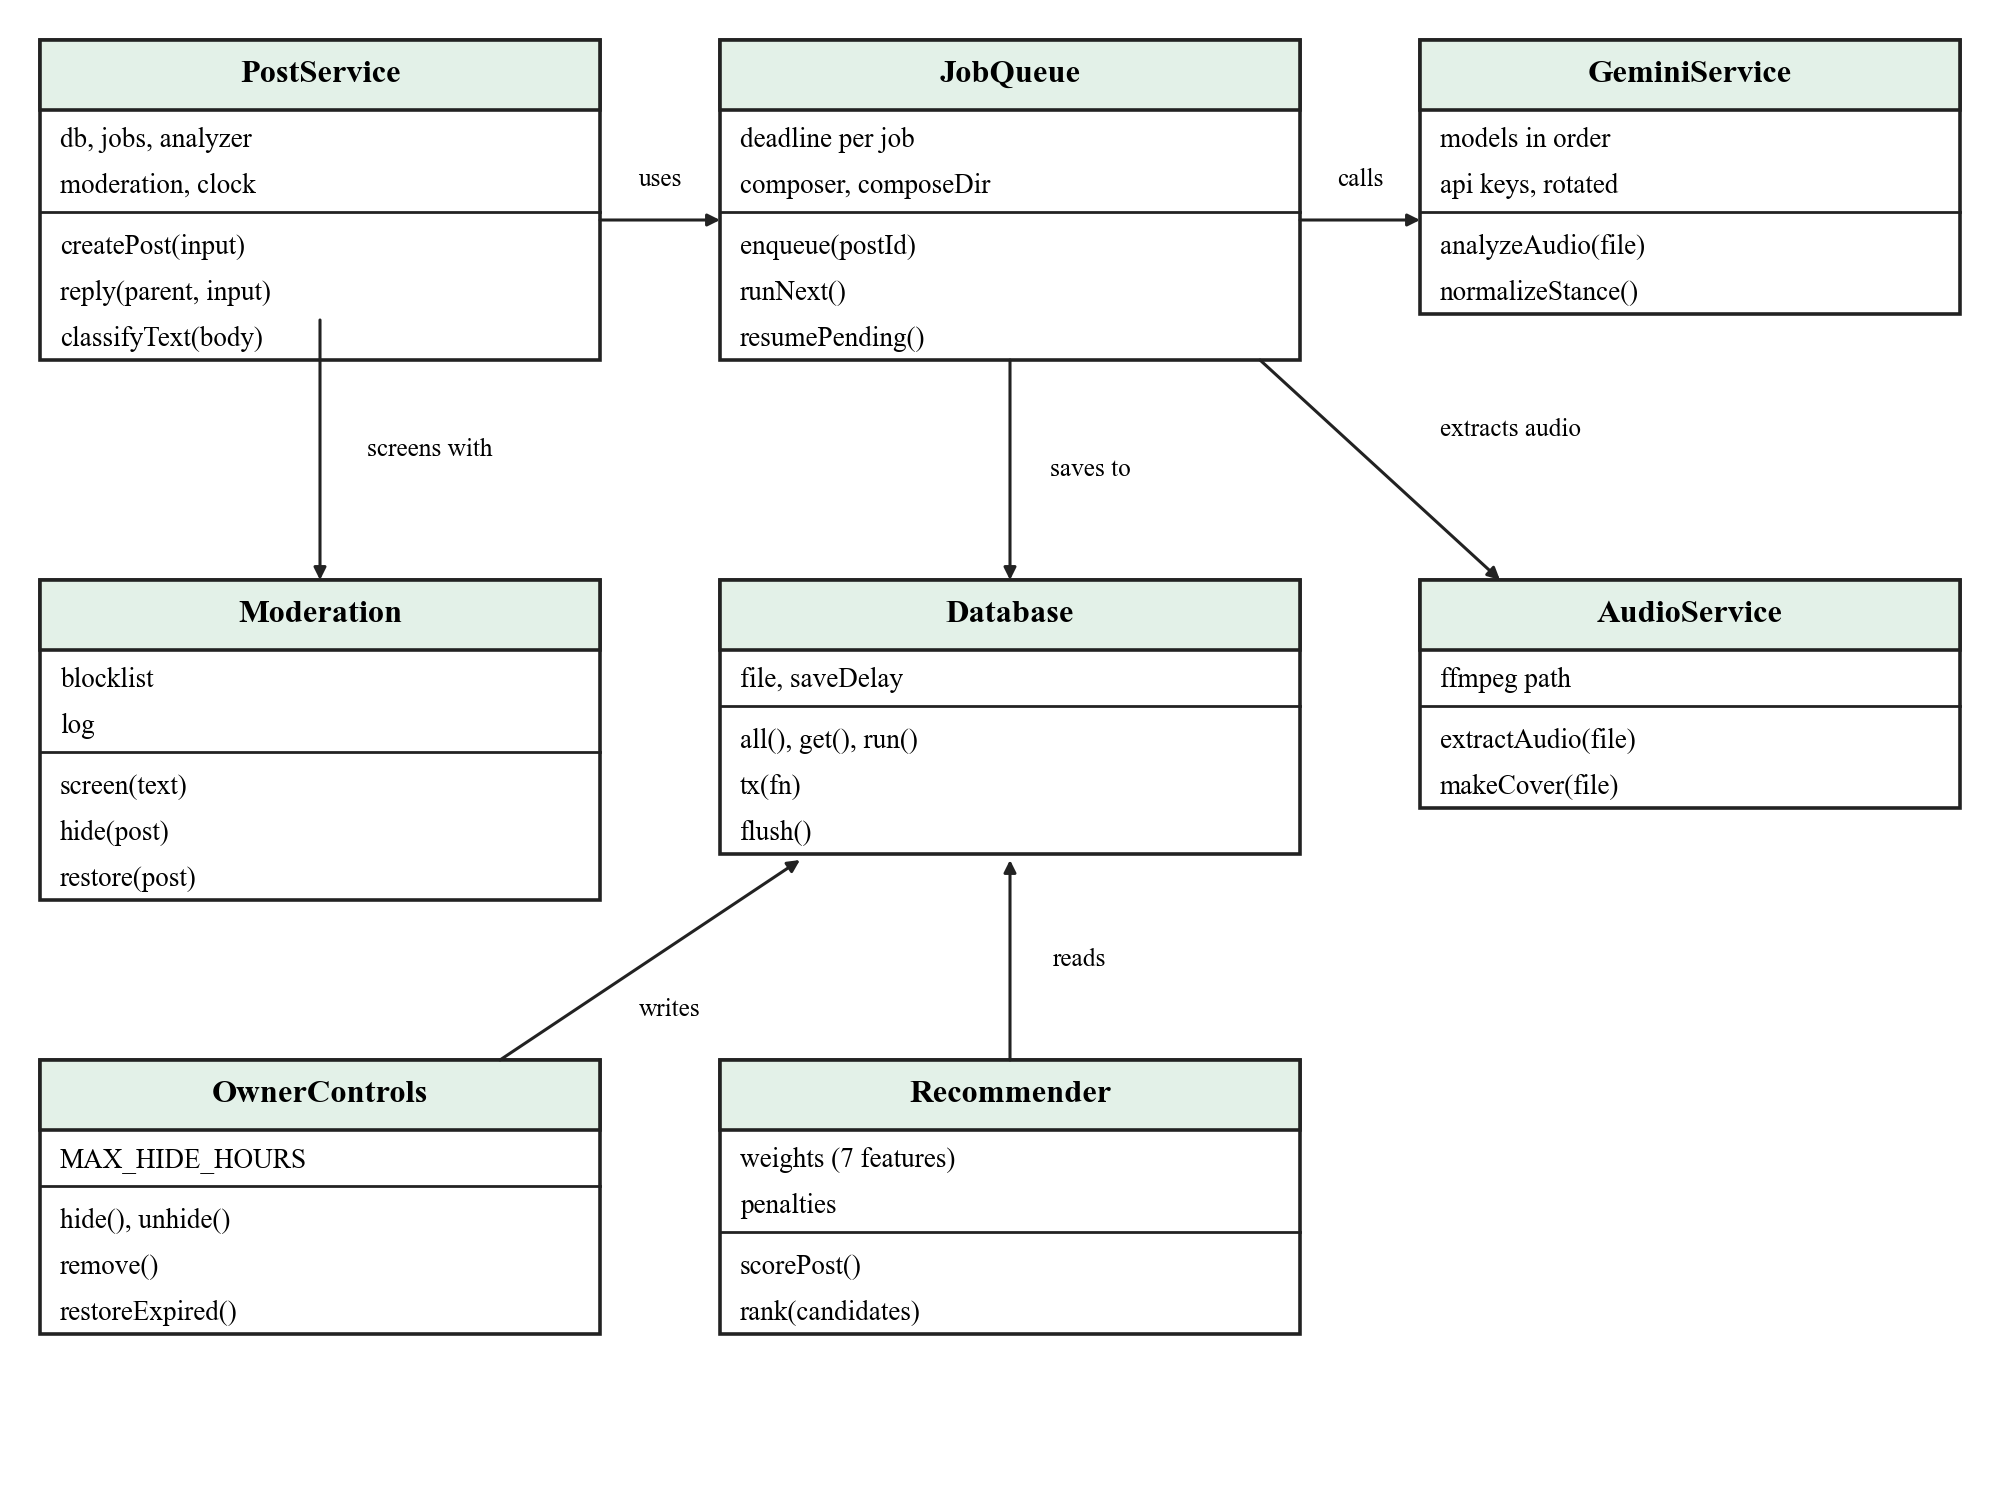 PostService
db, jobs, analyzer
moderation, clock
createPost(input)
reply(parent, input)
classifyText(body)
uses
JobQueue
deadline per job
composer, composeDir
enqueue(postId)
runNext()
resumePending()
calls
GeminiService
models in order
api keys, rotated
analyzeAudio(file)
normalizeStance()
screens with
saves to
extracts audio
Moderation
blocklist
log
screen(text)
hide(post)
restore(post)
Database
file, saveDelay
all(), get(), run()
tx(fn)
flush()
AudioService
ffmpeg path
extractAudio(file)
makeCover(file)
writes
reads
OwnerControls
MAX_HIDE_HOURS
hide(), unhide()
remove()
restoreExpired()
Recommender
weights (7 features)
penalties
scorePost()
rank(candidates)